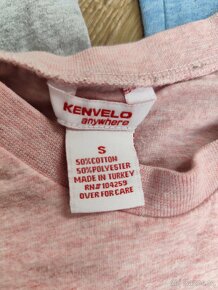 KENVELO
anywhere
S
50%COTTON
50%POLYESTER
MADE IN TURKEY
RN#104259
OVER FOR CARE